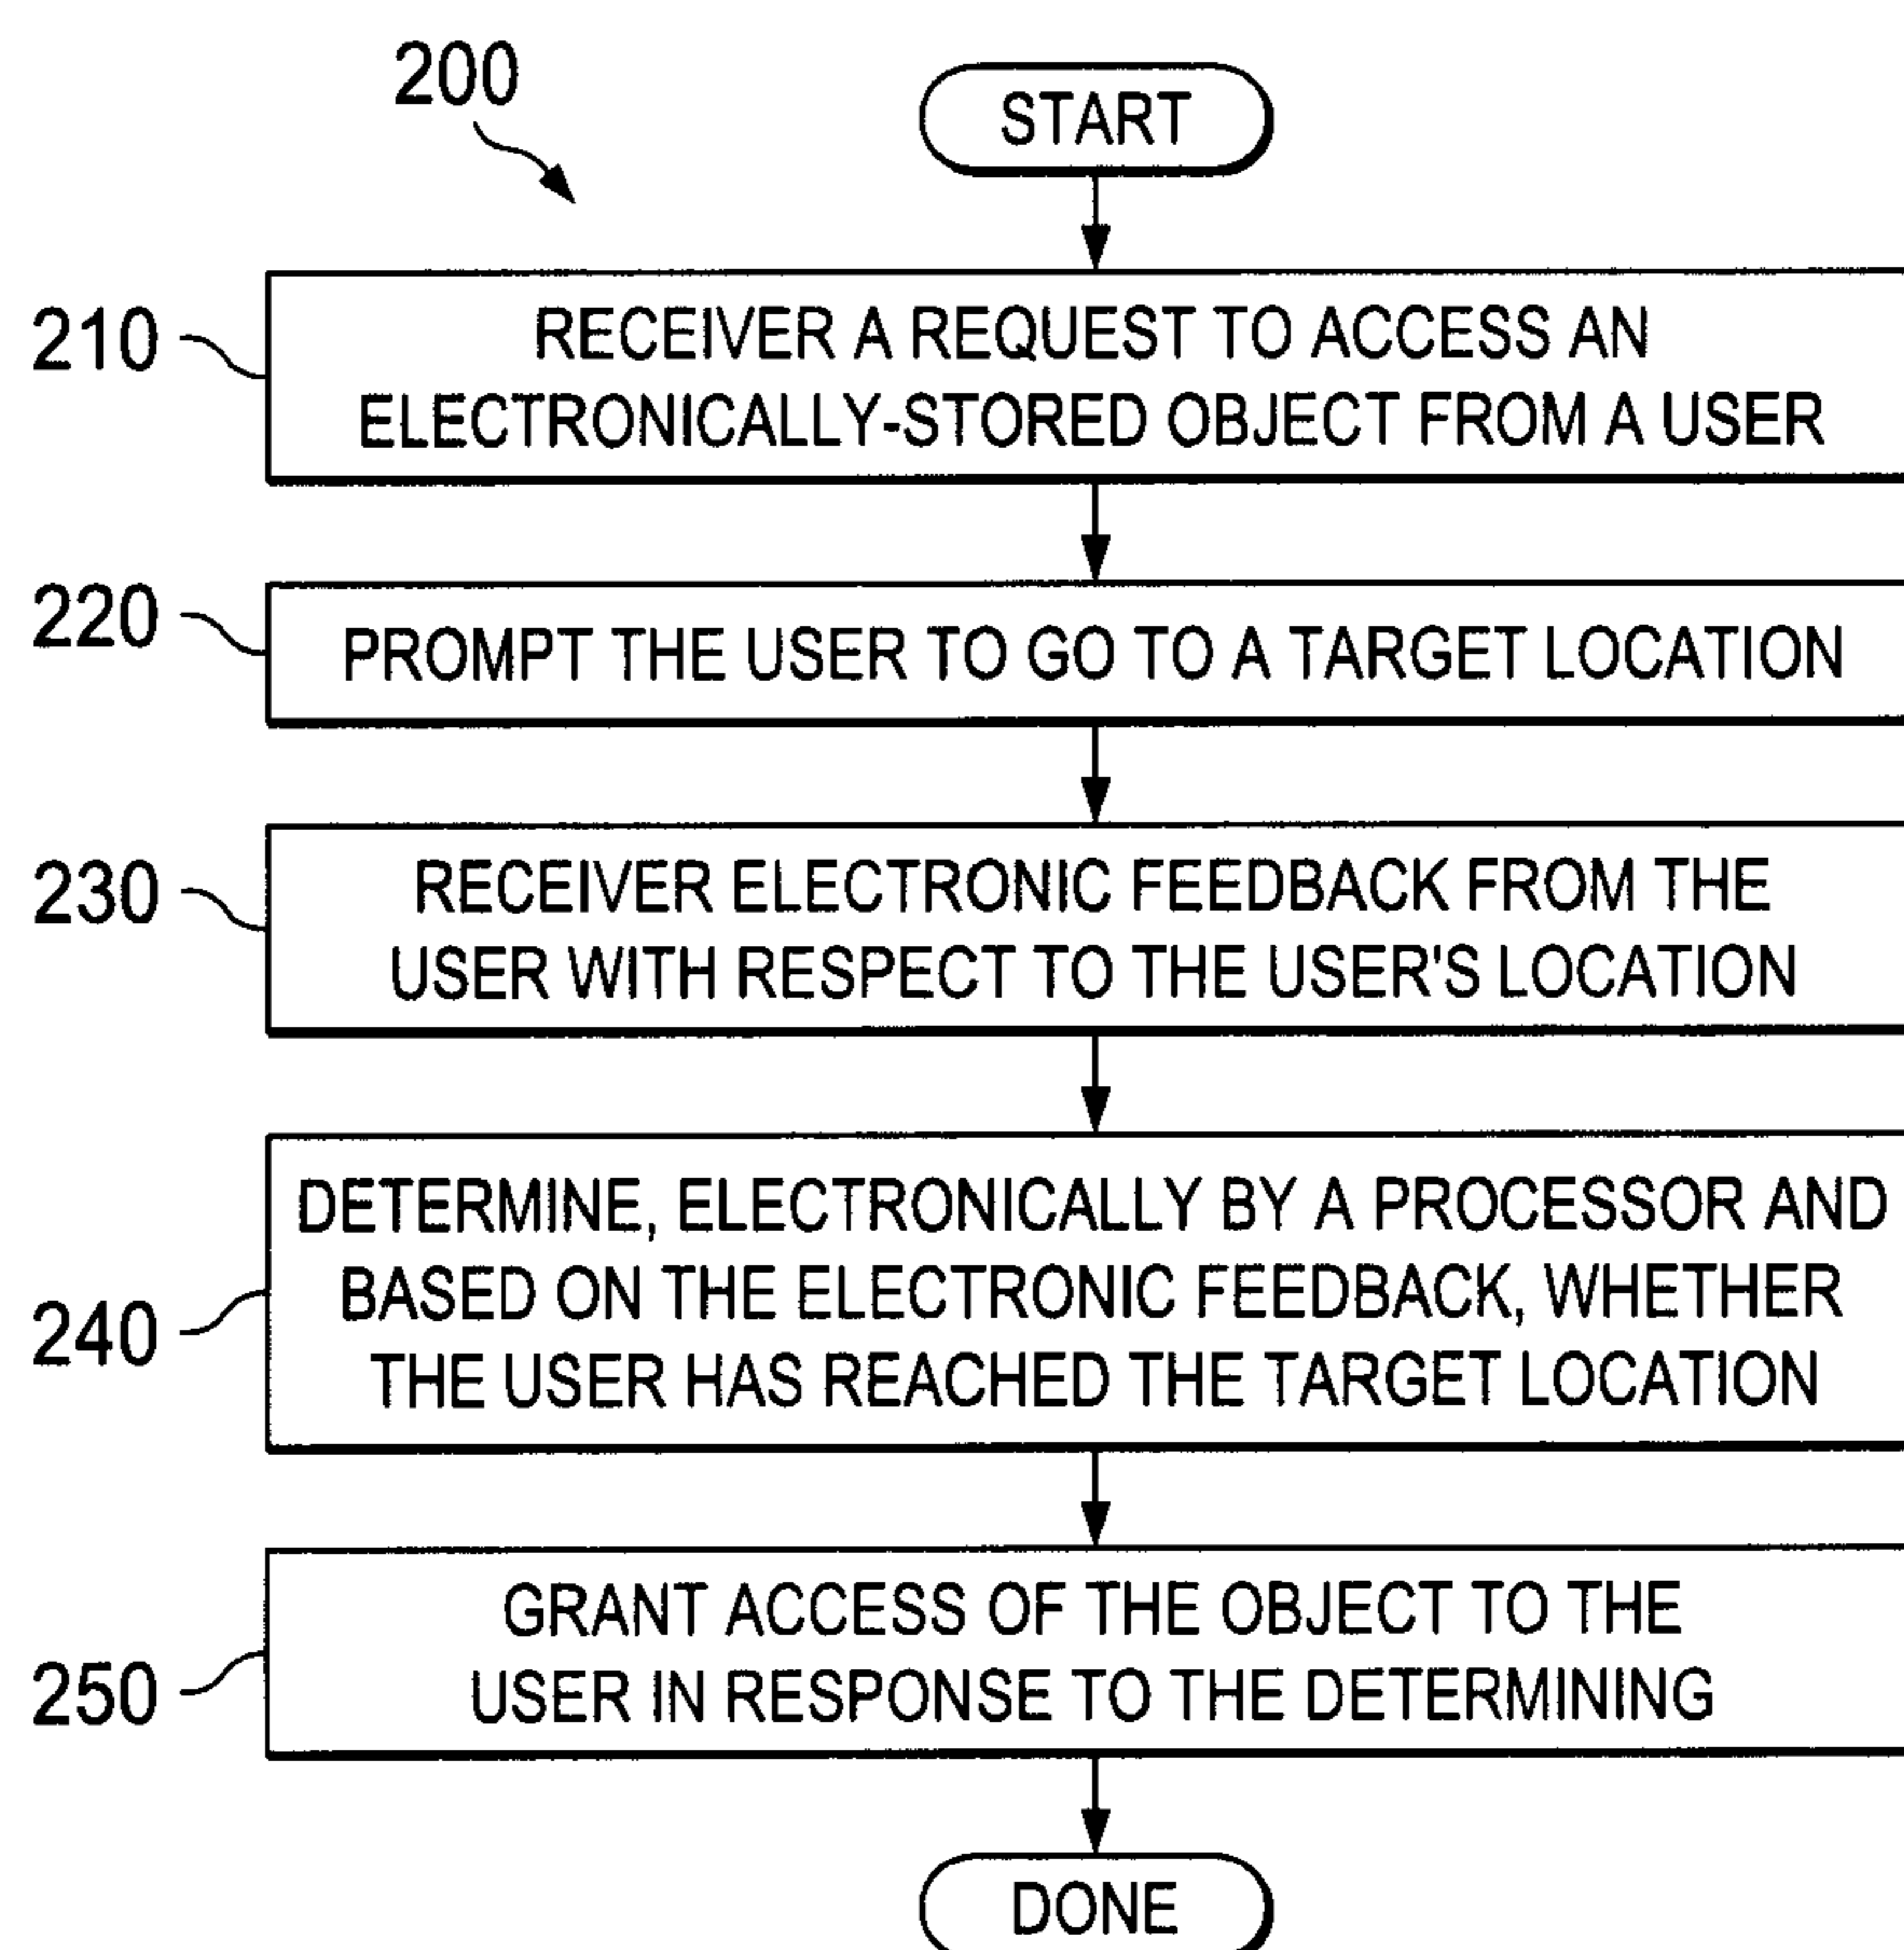 200
START
210
RECEIVER A REQUEST TO ACCESS AN
ELECTRONICALLY-STORED OBJECT FROM A USER
220
PROMPT THE USER TO GO TO A TARGET LOCATION
230
RECEIVER ELECTRONIC FEEDBACK FROM THE
USER WITH RESPECT TO THE USER'S LOCATION
240
DETERMINE, ELECTRONICALLY BY A PROCESSOR AND
BASED ON THE ELECTRONIC FEEDBACK, WHETHER
THE USER HAS REACHED THE TARGET LOCATION
250
GRANT ACCESS OF THE OBJECT TO THE
USER IN RESPONSE TO THE DETERMINING
DONE